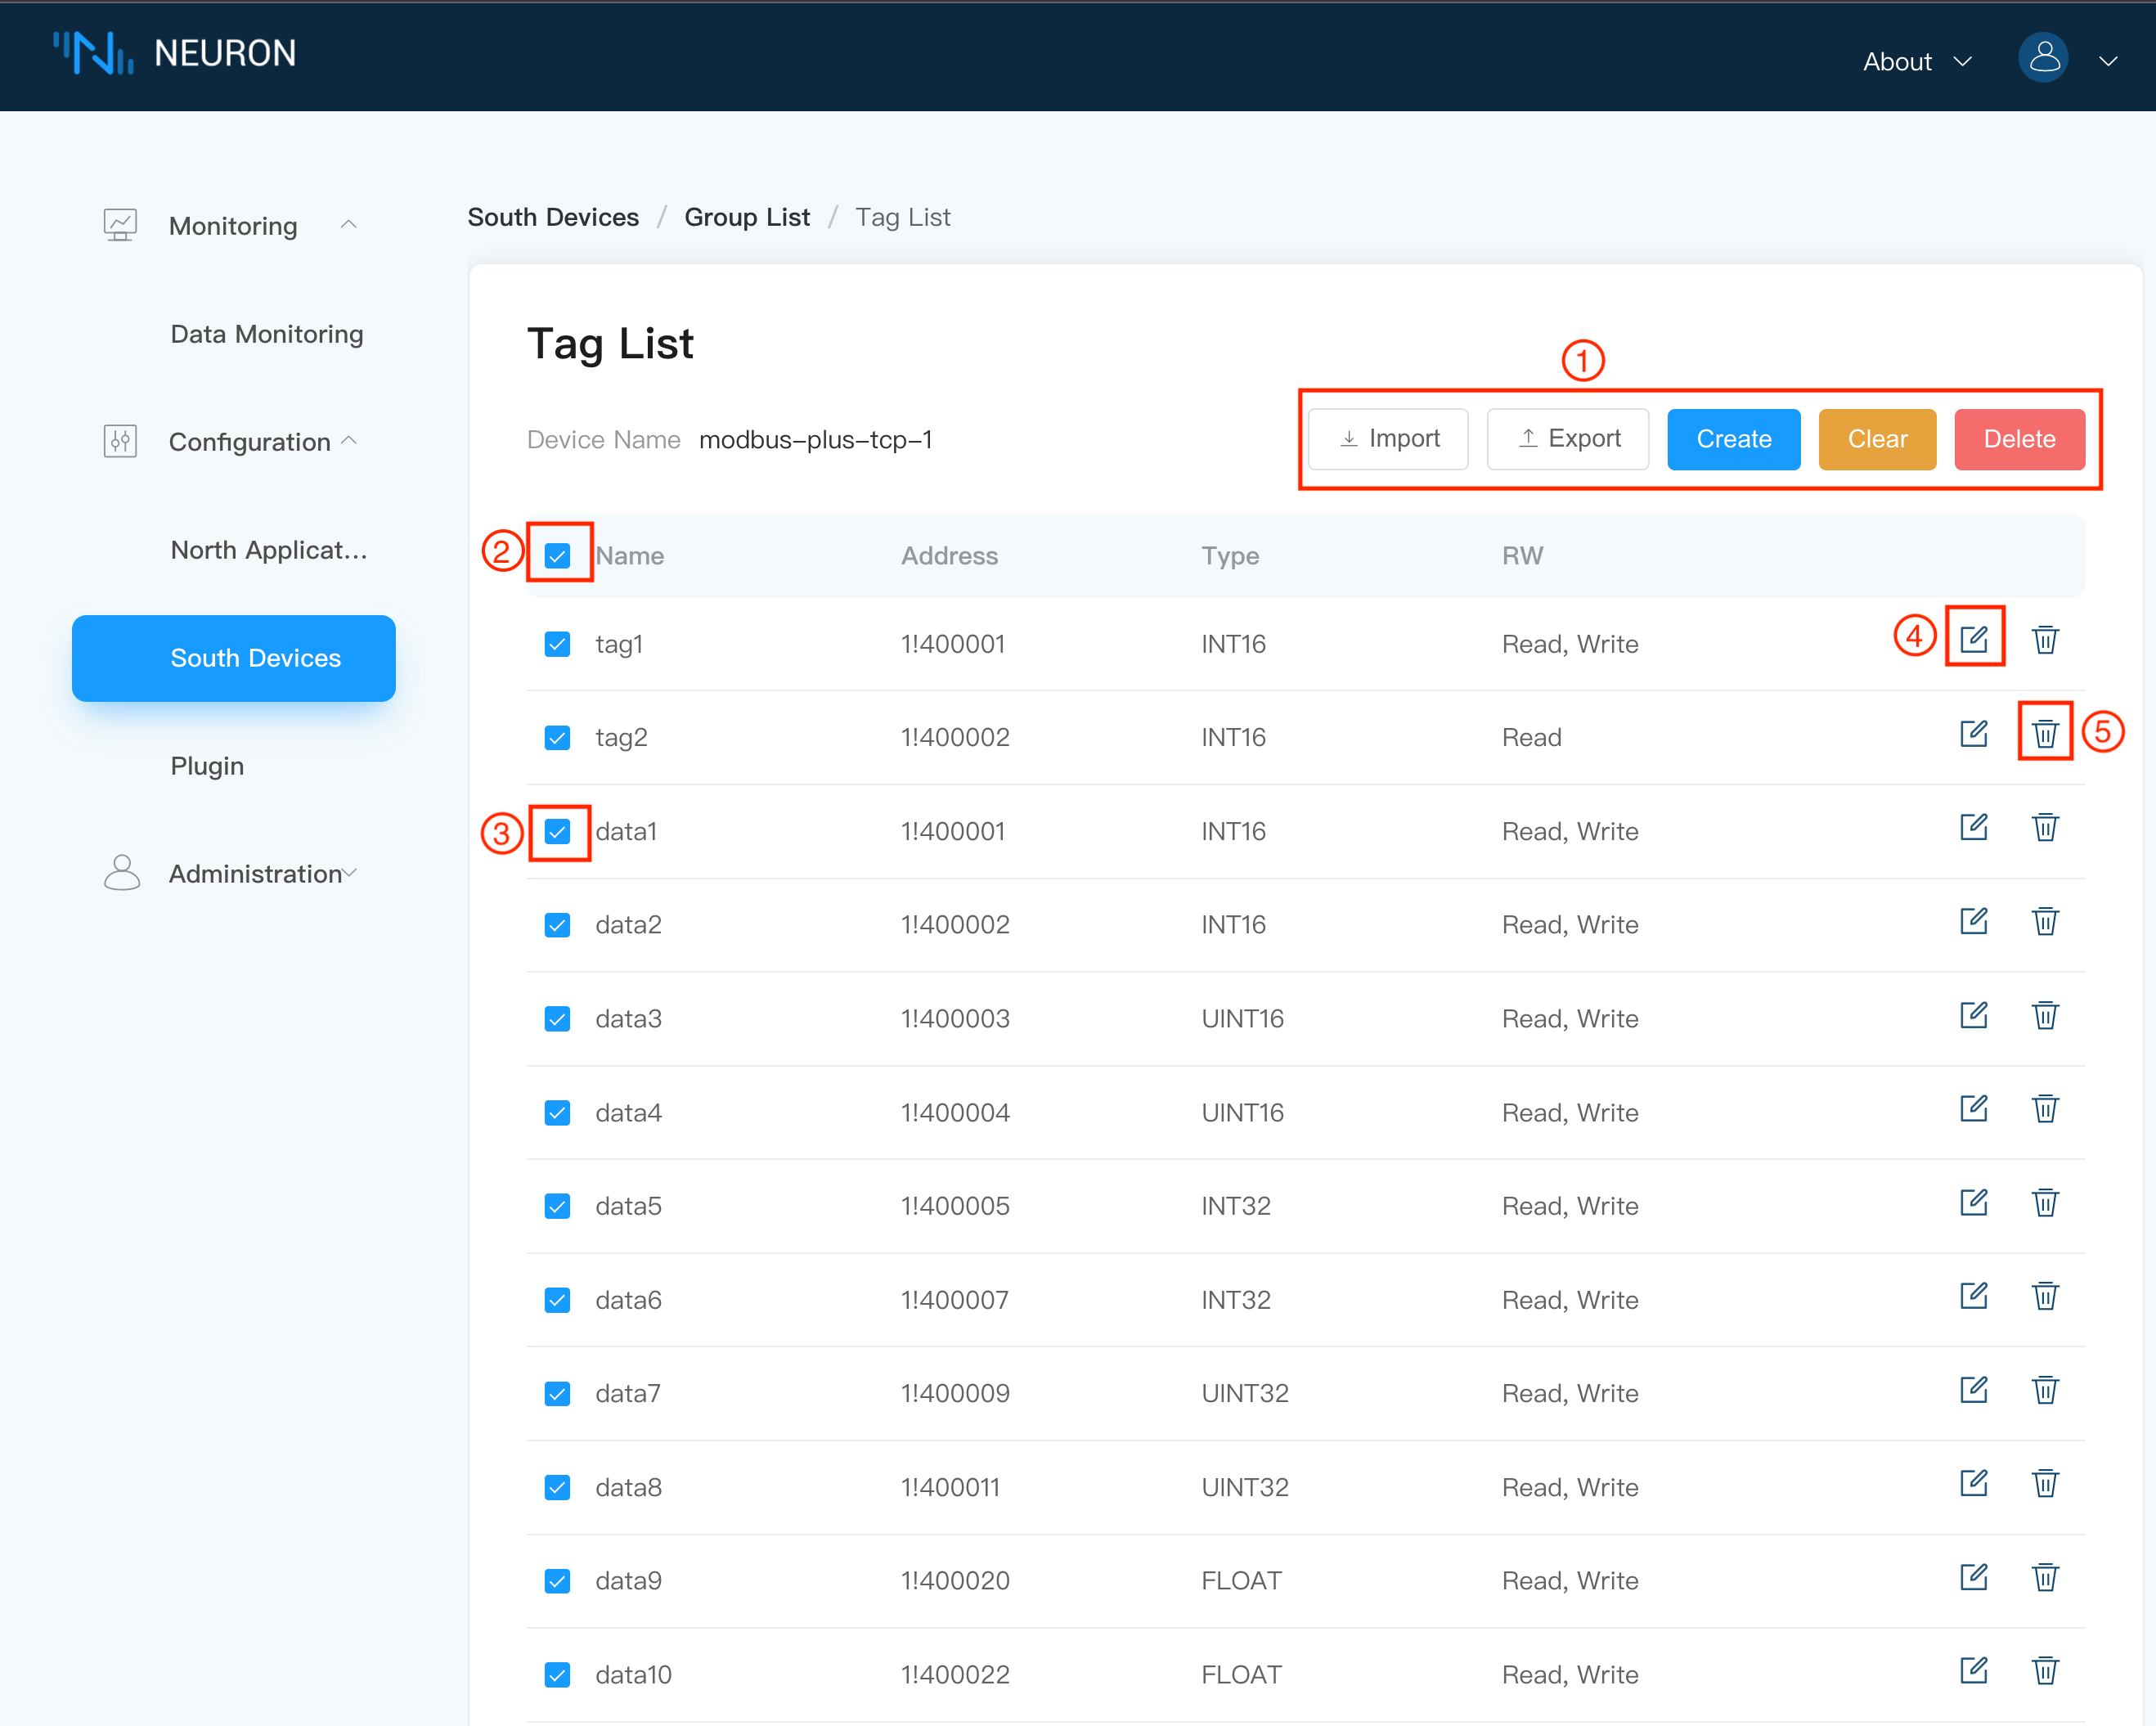 NEURON
About
Monitoring
Data Monitoring
Configuration
North Applicat...
South Devices
Plugin
Administration
South Devices / Group List / Tag List
Tag List
①
Device Name modbus-plus-tcp-1
Import Export Create Clear Delete
② Name Address Type RW
tag1 1!400001 INT16 Read, Write ④
tag2 1!400002 INT16 Read ⑤
③ data1 1!400001 INT16 Read, Write
data2 1!400002 INT16 Read, Write
data3 1!400003 UINT16 Read, Write
data4 1!400004 UINT16 Read, Write
data5 1!400005 INT32 Read, Write
data6 1!400007 INT32 Read, Write
data7 1!400009 UINT32 Read, Write
data8 1!400011 UINT32 Read, Write
data9 1!400020 FLOAT Read, Write
data10 1!400022 FLOAT Read, Write